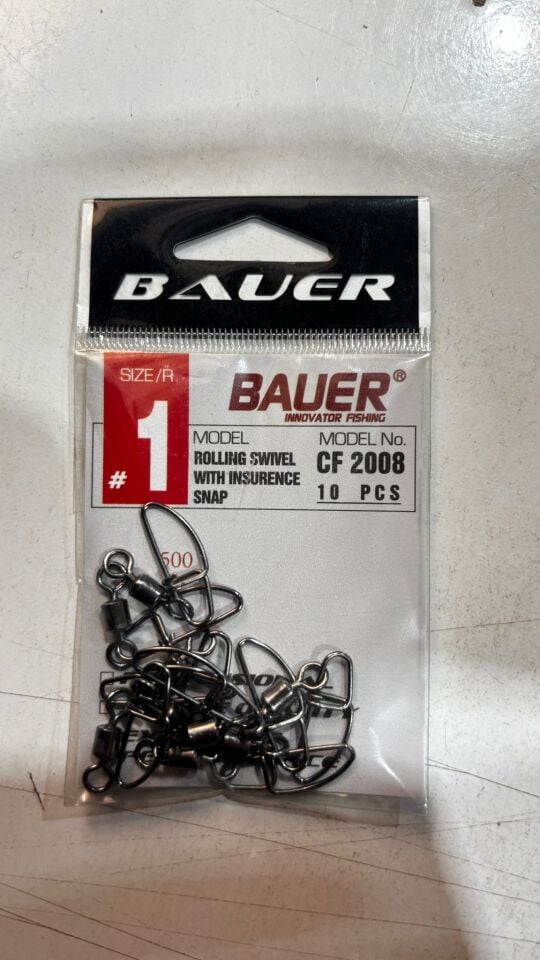 BAUER
SIZE/R
#1
BAUER®
INNOVATOR FISHING
MODEL
ROLLING SWIVEL
WITH INSURENCE
SNAP
MODEL No.
CF 2008
10 PCS
500